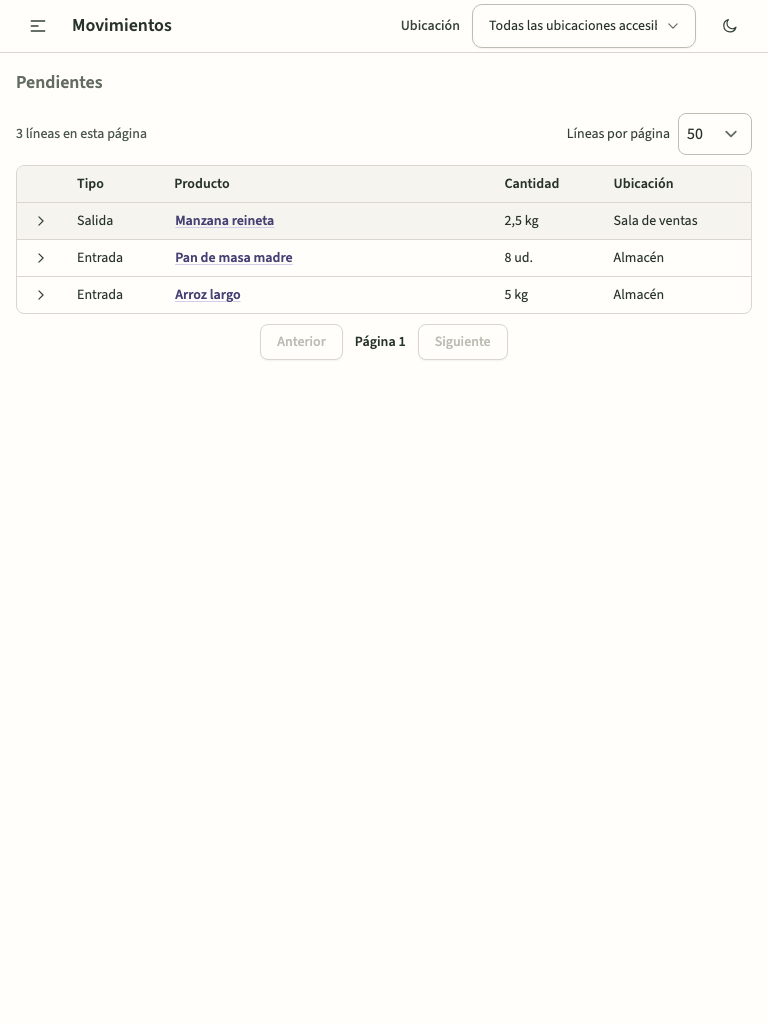 Movimientos Ubicación Todas las ubicaciones accesil
Pendientes
3 líneas en esta página Líneas por página 50
Tipo Producto Cantidad Ubicación
Salida Manzana reineta 2,5 kg Sala de ventas
Entrada Pan de masa madre 8 ud. Almacén
Entrada Arroz largo 5 kg Almacén
Anterior Página 1 Siguiente